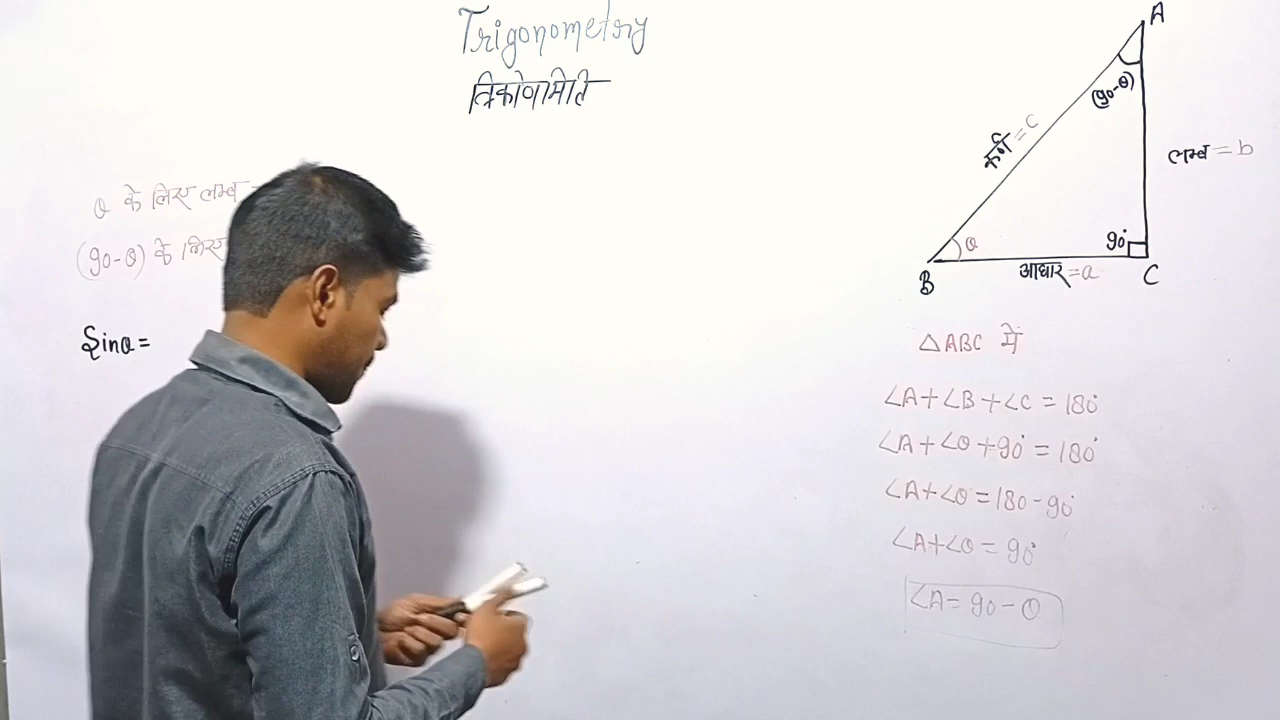 Trigonometry
त्रिकोणमिति
θ के लिए लम्ब -
(90-θ) के लिए
Sinθ =
A
(90-θ)
कर्ण = c
लम्ब = b
θ
90°
B
आधार = a
C
△ABC में
∠A+∠B+∠C = 180°
∠A+∠θ+90° = 180°
∠A+∠θ = 180-90°
∠A+∠θ = 90°
∠A = 90-θ